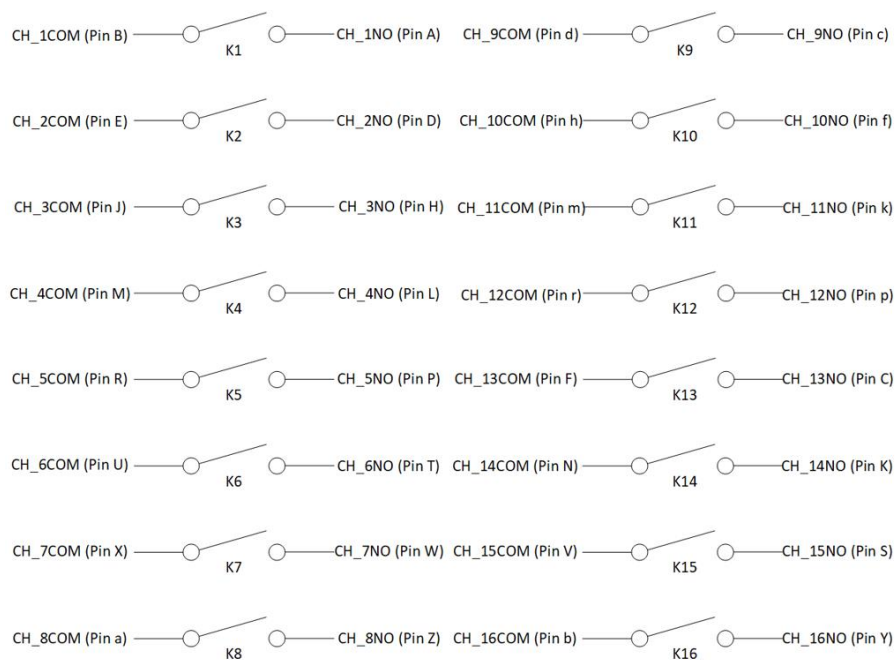 CH_1COM (Pin B) K1 CH_1NO (Pin A) CH_9COM (Pin d) K9 CH_9NO (Pin c)
CH_2COM (Pin E) K2 CH_2NO (Pin D) CH_10COM (Pin h) K10 CH_10NO (Pin f)
CH_3COM (Pin J) K3 CH_3NO (Pin H) CH_11COM (Pin m) K11 CH_11NO (Pin k)
CH_4COM (Pin M) K4 CH_4NO (Pin L) CH_12COM (Pin r) K12 CH_12NO (Pin p)
CH_5COM (Pin R) K5 CH_5NO (Pin P) CH_13COM (Pin F) K13 CH_13NO (Pin C)
CH_6COM (Pin U) K6 CH_6NO (Pin T) CH_14COM (Pin N) K14 CH_14NO (Pin K)
CH_7COM (Pin X) K7 CH_7NO (Pin W) CH_15COM (Pin V) K15 CH_15NO (Pin S)
CH_8COM (Pin a) K8 CH_8NO (Pin Z) CH_16COM (Pin b) K16 CH_16NO (Pin Y)